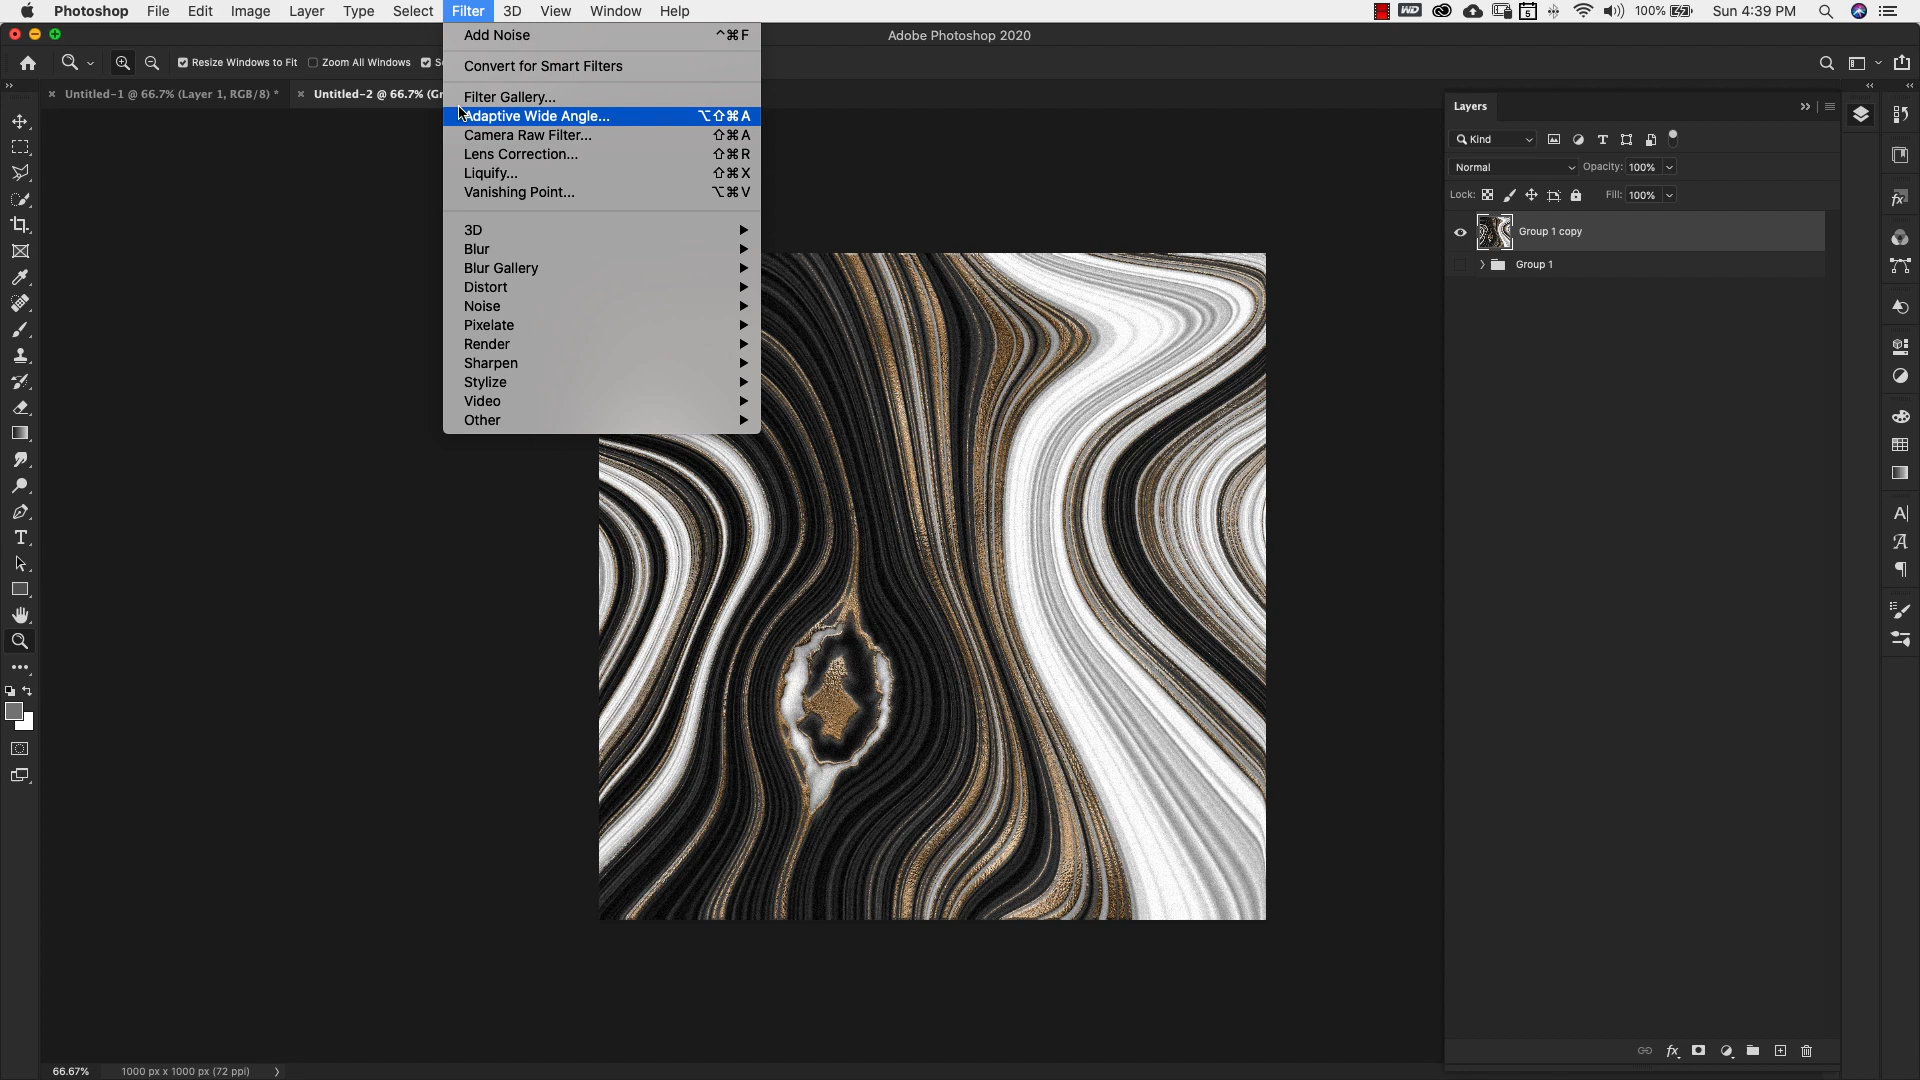 Photoshop File Edit Image Layer Type Select Filter 3D View Window Help WD 5 100% Sun 4:39 PM
Adobe Photoshop 2020
Resize Windows to Fit Zoom All Windows
Untitled-1 @ 66.7% (Layer 1, RGB/8) *
Untitled-2 @ 66.7% (Gr
Add Noise ^⌘F
Convert for Smart Filters
Filter Gallery...
Adaptive Wide Angle... ⌥⇧⌘A
Camera Raw Filter... ⇧⌘A
Lens Correction... ⇧⌘R
Liquify... ⇧⌘X
Vanishing Point... ⌥⌘V
3D
Blur
Blur Gallery
Distort
Noise
Pixelate
Render
Sharpen
Stylize
Video
Other
Layers
Kind
Normal Opacity: 100%
Lock: Fill: 100%
Group 1 copy
Group 1
66.67% 1000 px x 1000 px (72 ppi)